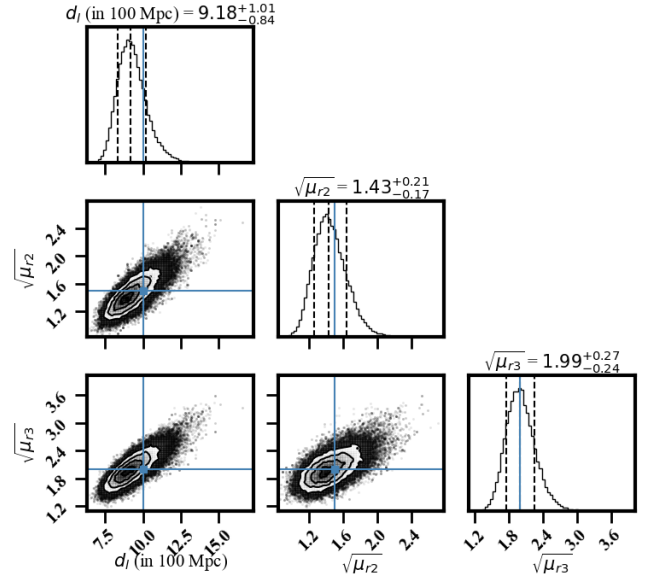 d_l (in 100 Mpc) = 9.18^{+1.01}_{-0.84}
√μ_{r2} = 1.43^{+0.21}_{-0.17}
√μ_{r2}
2.4
2.0
1.6
1.2
√μ_{r3} = 1.99^{+0.27}_{-0.24}
√μ_{r3}
3.6
3.0
2.4
1.8
1.2
7.5 10.0 12.5 15.0
d_l (in 100 Mpc)
1.2 1.6 2.0 2.4
√μ_{r2}
1.2 1.8 2.4 3.0 3.6
√μ_{r3}